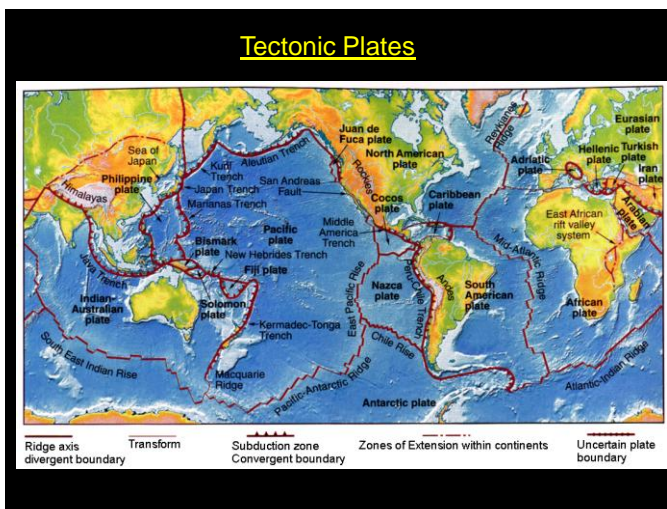 Tectonic Plates
Eurasian
plate
Reykjanes
Ridge
Juan de
Fuca plate
North American
plate
Sea of
Japan
Aleutian Trench
Kuril
Trench
Adriatic
plate
Hellenic
plate
Turkish
plate
Iran
plate
Philippine
plate
Japan Trench
San Andreas
Fault
Rockies
Himalayas
Marianas Trench
Cocos
plate
Caribbean
plate
Arabian
plate
East African
rift valley
system
Middle
America
Trench
Pacific
plate
Bismark
plate
New Hebrides Trench
Fiji plate
Mid-Atlantic
Ridge
Java Trench
Nazca
plate
Peru-Chile Trench
Andes
South
American
plate
East Pacific Rise
Indian-
Australian
plate
Solomon
plate
African
plate
Kermadec-Tonga
Trench
Chile Rise
South East Indian Rise
Macquarie
Ridge
Pacific-Antarctic Ridge
Atlantic-Indian Ridge
Antarctic plate
Ridge axis
divergent boundary
Transform
Subduction zone
Convergent boundary
Zones of Extension within continents
Uncertain plate
boundary